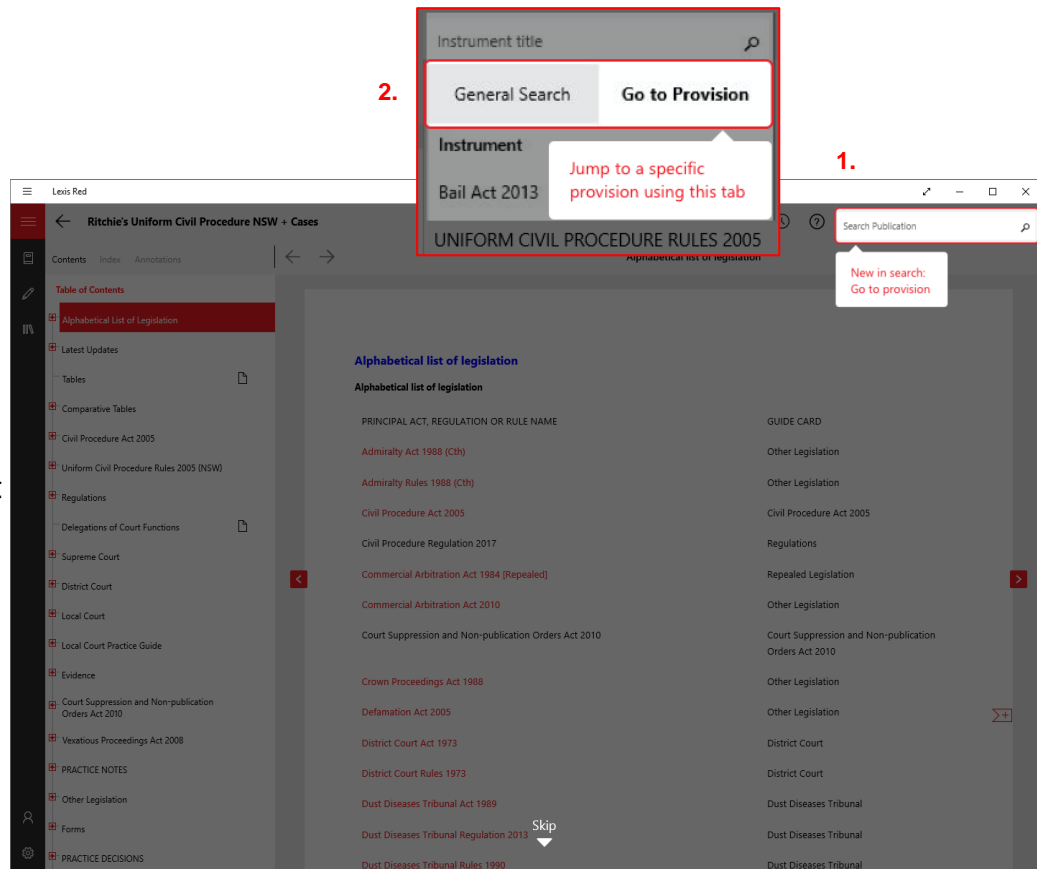 Instrument title
2.
General Search
Go to Provision
Instrument
Bail Act 2013
Jump to a specific
provision using this tab
UNIFORM CIVIL PROCEDURE RULES 2005
1.
Lexis Red
Ritchie's Uniform Civil Procedure NSW + Cases
Search Publication
New in search:
Go to provision
Contents Index Annotations
Alphabetical list of legislation
Table of Contents
Alphabetical List of Legislation
Latest Updates
Tables
Comparative Tables
Civil Procedure Act 2005
Uniform Civil Procedure Rules 2005 (NSW)
Regulations
Delegations of Court Functions
Supreme Court
District Court
Local Court
Local Court Practice Guide
Evidence
Court Suppression and Non-publication
Orders Act 2010
Vexatious Proceedings Act 2008
PRACTICE NOTES
Other Legislation
Forms
PRACTICE DECISIONS
Alphabetical list of legislation
Alphabetical list of legislation
PRINCIPAL ACT, REGULATION OR RULE NAME GUIDE CARD
Admiralty Act 1988 (Cth) Other Legislation
Admiralty Rules 1988 (Cth) Other Legislation
Civil Procedure Act 2005 Civil Procedure Act 2005
Civil Procedure Regulation 2017 Regulations
Commercial Arbitration Act 1984 [Repealed] Repealed Legislation
Commercial Arbitration Act 2010 Other Legislation
Court Suppression and Non-publication Orders Act 2010 Court Suppression and Non-publication
Orders Act 2010
Crown Proceedings Act 1988 Other Legislation
Defamation Act 2005 Other Legislation
District Court Act 1973 District Court
District Court Rules 1973 District Court
Dust Diseases Tribunal Act 1989 Dust Diseases Tribunal
Dust Diseases Tribunal Regulation 2013 Dust Diseases Tribunal
Dust Diseases Tribunal Rules 1990 Dust Diseases Tribunal
Skip